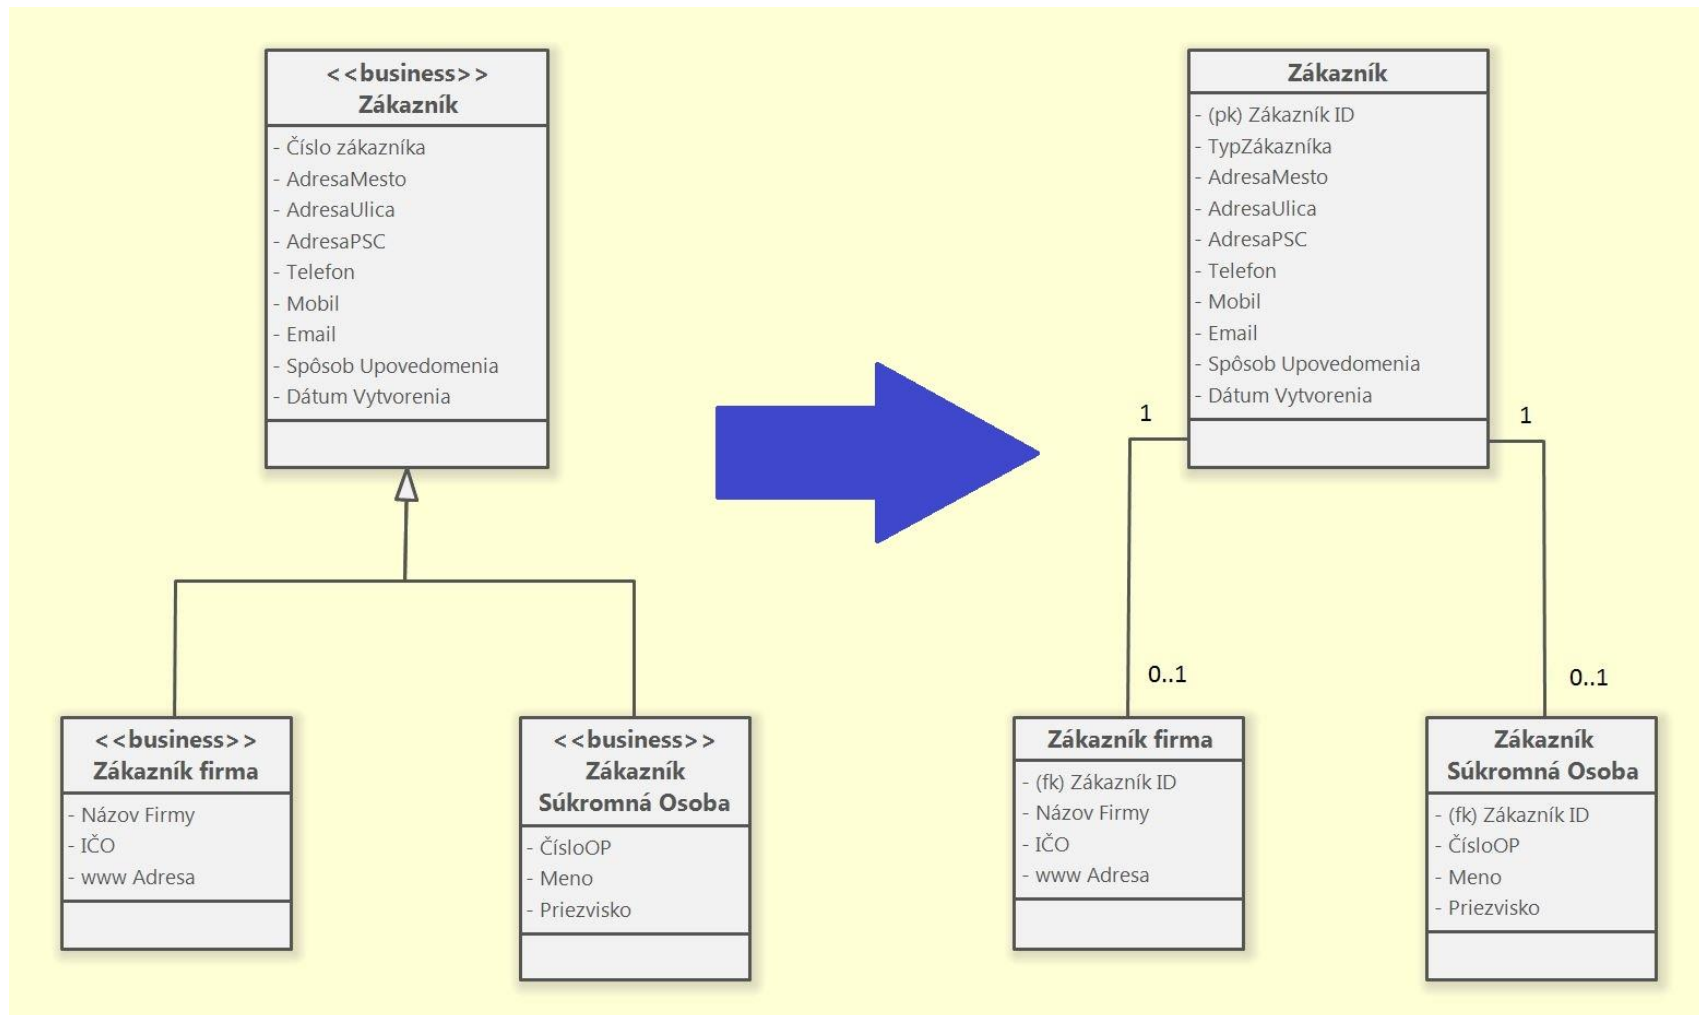 <<business>>
Zákazník
- Číslo zákazníka
- AdresaMesto
- AdresaUlica
- AdresaPSC
- Telefon
- Mobil
- Email
- Spôsob Upovedomenia
- Dátum Vytvorenia
<<business>>
Zákazník firma
- Názov Firmy
- IČO
- www Adresa
<<business>>
Zákazník
Súkromná Osoba
- ČísloOP
- Meno
- Priezvisko
Zákazník
- (pk) Zákazník ID
- TypZákazníka
- AdresaMesto
- AdresaUlica
- AdresaPSC
- Telefon
- Mobil
- Email
- Spôsob Upovedomenia
- Dátum Vytvorenia
1
1
0..1
0..1
Zákazník firma
- (fk) Zákazník ID
- Názov Firmy
- IČO
- www Adresa
Zákazník
Súkromná Osoba
- (fk) Zákazník ID
- ČísloOP
- Meno
- Priezvisko